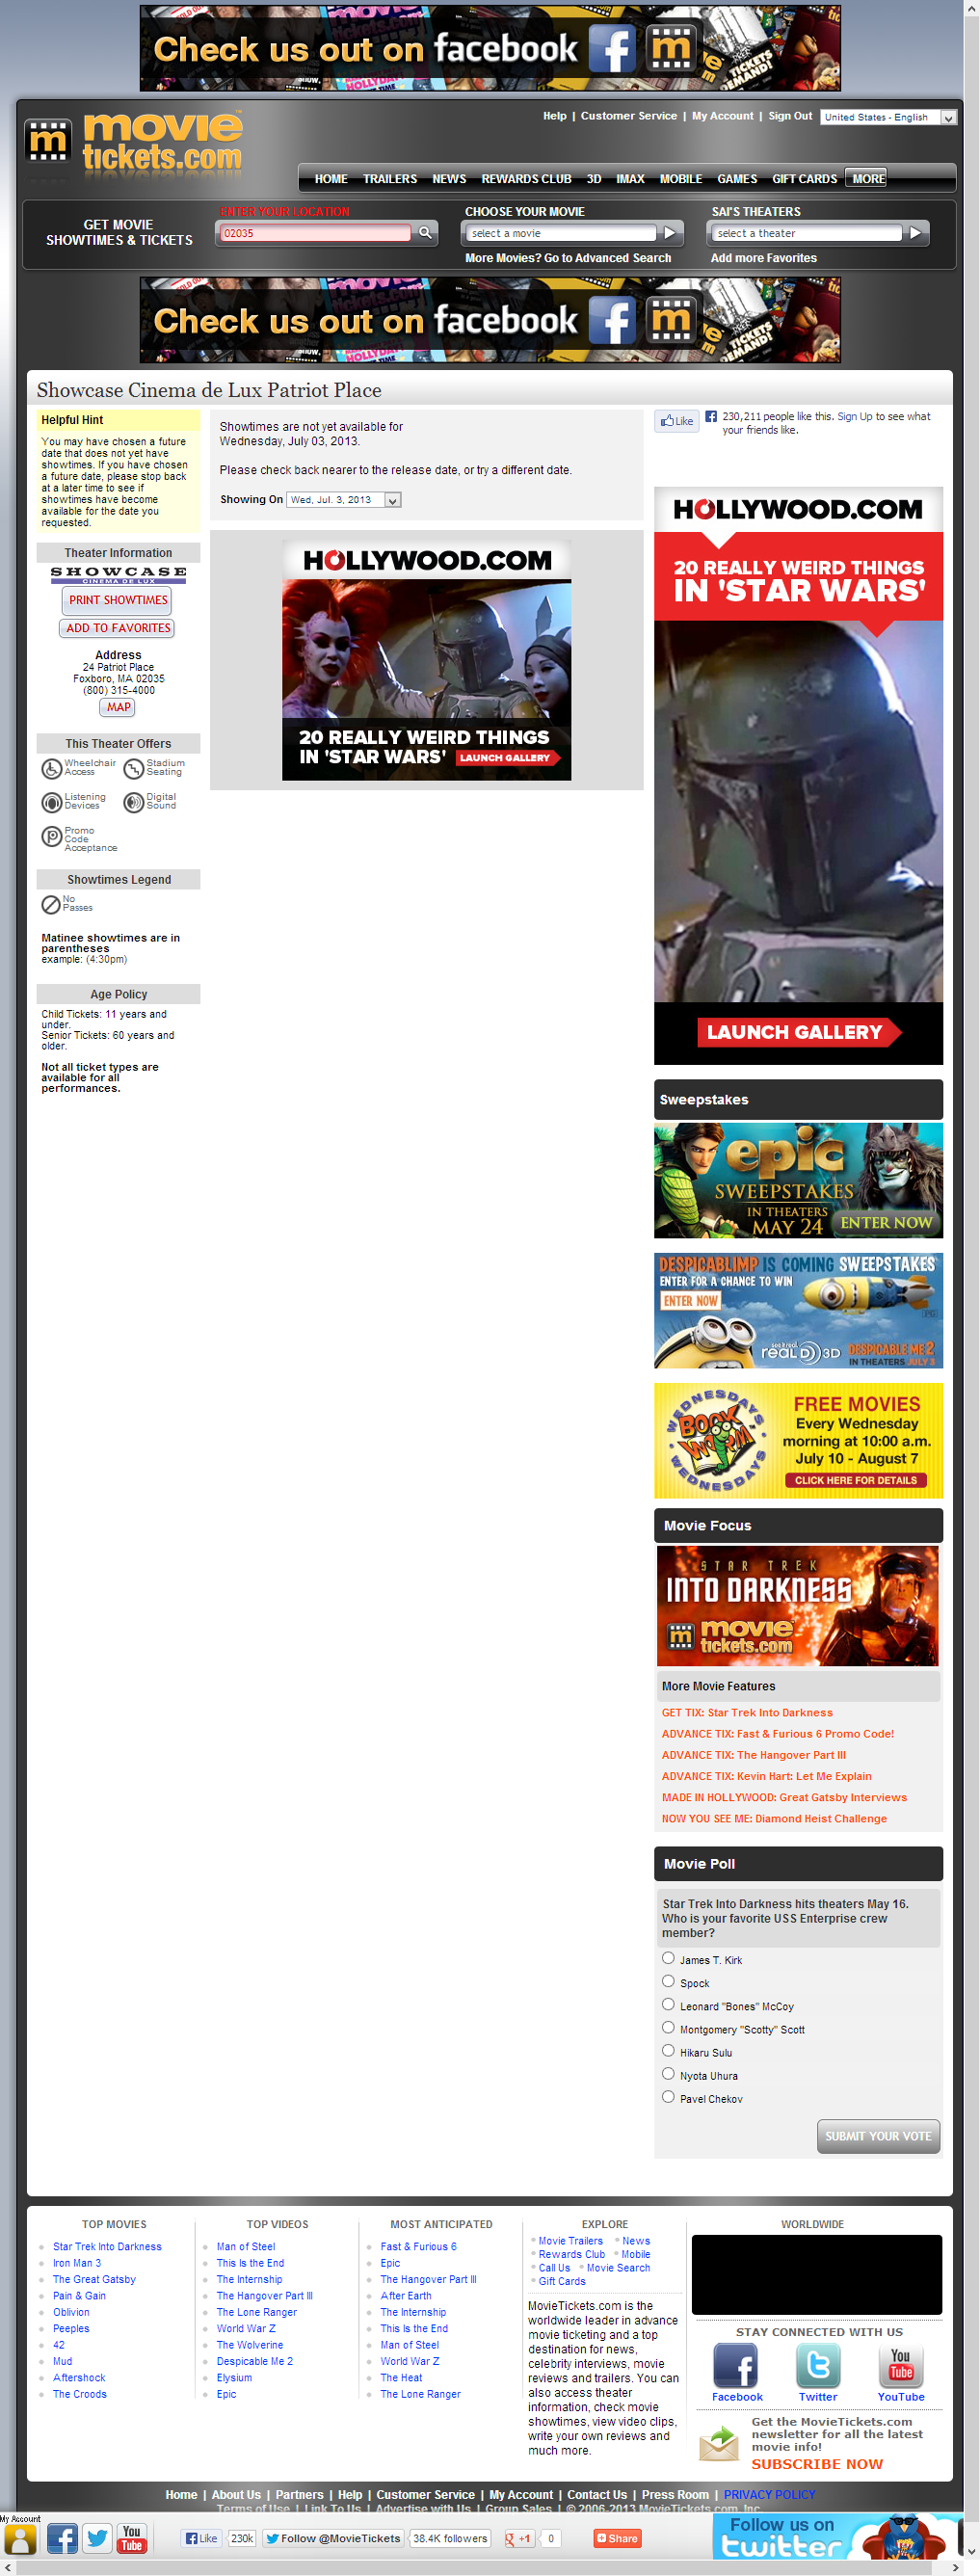 Check us out on facebook
movie
tickets.com
Help | Customer Service | My Account | Sign Out
United States - English
HOME TRAILERS NEWS REWARDS CLUB 3D IMAX MOBILE GAMES GIFT CARDS MORE
GET MOVIE
SHOWTIMES & TICKETS
ENTER YOUR LOCATION
02035
CHOOSE YOUR MOVIE
select a movie
More Movies? Go to Advanced Search
SAI'S THEATERS
select a theater
Add more Favorites
Check us out on facebook
Showcase Cinema de Lux Patriot Place
Helpful Hint
You may have chosen a future
date that does not yet have
showtimes. If you have chosen
a future date, please stop back
at a later time to see if
showtimes have become
available for the date you
requested.
Theater Information
SHOWCASE
CINEMA DE LUX
PRINT SHOWTIMES
ADD TO FAVORITES
Address
24 Patriot Place
Foxboro, MA 02035
(800) 315-4000
MAP
This Theater Offers
Wheelchair
Access
Stadium
Seating
Listening
Devices
Digital
Sound
Promo
Code
Acceptance
Showtimes Legend
No
Passes
Matinee showtimes are in
parentheses
example: (4:30pm)
Age Policy
Child Tickets: 11 years and
under.
Senior Tickets: 60 years and
older.
Not all ticket types are
available for all
performances.
Showtimes are not yet available for
Wednesday, July 03, 2013.
Please check back nearer to the release date, or try a different date.
Showing On Wed, Jul. 3, 2013
HOLLYWOOD.COM
20 REALLY WEIRD THINGS
IN 'STAR WARS' LAUNCH GALLERY
Like
230,211 people like this. Sign Up to see what
your friends like.
HOLLYWOOD.COM
20 REALLY WEIRD THINGS
IN 'STAR WARS'
LAUNCH GALLERY
Sweepstakes
epic
SWEEPSTAKES
IN THEATERS
MAY 24
ENTER NOW
DESPICABLIMP IS COMING SWEEPSTAKES
ENTER FOR A CHANCE TO WIN
ENTER NOW
REALD 3D
DESPICABLE ME 2
IN THEATERS JULY 3
WEDNESDAYS
BOOK WORM
WEDNESDAYS
FREE MOVIES
Every Wednesday
morning at 10:00 a.m.
July 10 - August 7
CLICK HERE FOR DETAILS
Movie Focus
STAR TREK
INTO DARKNESS
movie
tickets.com
More Movie Features
GET TIX: Star Trek Into Darkness
ADVANCE TIX: Fast & Furious 6 Promo Code!
ADVANCE TIX: The Hangover Part III
ADVANCE TIX: Kevin Hart: Let Me Explain
MADE IN HOLLYWOOD: Great Gatsby Interviews
NOW YOU SEE ME: Diamond Heist Challenge
Movie Poll
Star Trek Into Darkness hits theaters May 16.
Who is your favorite USS Enterprise crew
member?
James T. Kirk
Spock
Leonard "Bones" McCoy
Montgomery "Scotty" Scott
Hikaru Sulu
Nyota Uhura
Pavel Chekov
SUBMIT YOUR VOTE
TOP MOVIES
Star Trek Into Darkness
Iron Man 3
The Great Gatsby
Pain & Gain
Oblivion
Peeples
42
Mud
Aftershock
The Croods
TOP VIDEOS
Man of Steel
This Is the End
The Internship
The Hangover Part III
The Lone Ranger
World War Z
The Wolverine
Despicable Me 2
Elysium
Epic
MOST ANTICIPATED
Fast & Furious 6
Epic
The Hangover Part III
After Earth
The Internship
This Is the End
Man of Steel
World War Z
The Heat
The Lone Ranger
EXPLORE
Movie Trailers News
Rewards Club Mobile
Call Us Movie Search
Gift Cards
MovieTickets.com is the
worldwide leader in advance
movie ticketing and a top
destination for news,
celebrity interviews, movie
reviews and trailers. You can
also access theater
information, check movie
showtimes, view video clips,
write your own reviews and
much more.
WORLDWIDE
STAY CONNECTED WITH US
Facebook Twitter YouTube
Get the MovieTickets.com
newsletter for all the latest
movie info!
SUBSCRIBE NOW
Home | About Us | Partners | Help | Customer Service | My Account | Contact Us | Press Room | PRIVACY POLICY
Terms of Use | Link To Us | Advertise with Us | Group Sales | © 2006-2013 MovieTickets.com, Inc.
My Account
You Tube
Like 230k
Follow @MovieTickets 38.4K followers
+1 0
Share
Follow us on
twitter